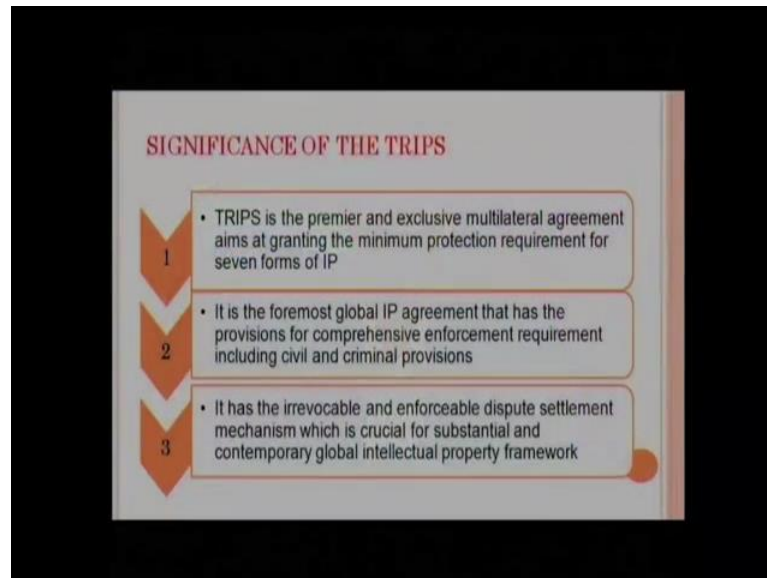 SIGNIFICANCE OF THE TRIPS
1
• TRIPS is the premier and exclusive multilateral agreement
aims at granting the minimum protection requirement for
seven forms of IP
2
• It is the foremost global IP agreement that has the
provisions for comprehensive enforcement requirement
including civil and criminal provisions
3
• It has the irrevocable and enforceable dispute settlement
mechanism which is crucial for substantial and
contemporary global intellectual property framework